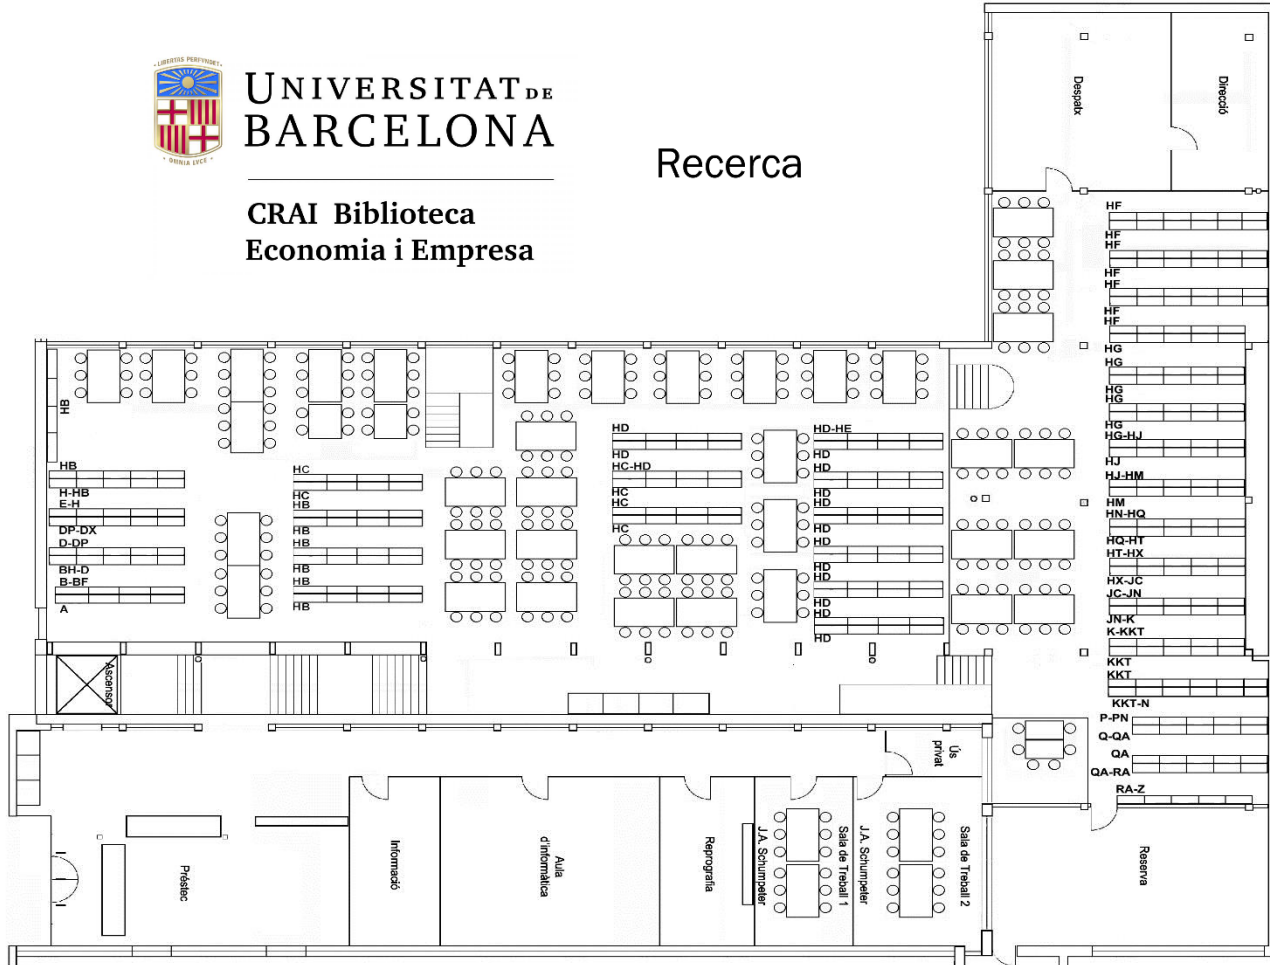 LIBERTAS PERFVNDET
OMNIA LVCE
UNIVERSITAT DE
BARCELONA
CRAI Biblioteca
Economia i Empresa
Recerca
Despatx
Direcció
HF
HF
HF
HF
HF
HF
HF
HG
HG
HG
HG
HG
HG-HJ
HJ
HJ-HM
HM
HN-HQ
HQ-HT
HT-HX
HX-JC
JC-JN
JN-K
K-KKT
KKT
KKT
KKT-N
P-PN
Q-QA
QA
QA-RA
RA-Z
HB
HB
H-HB
E-H
DP-DX
D-DP
BH-D
B-BF
A
HC
HC
HB
HB
HB
HB
HB
HD
HD
HC-HD
HC
HC
HC
HD-HE
HD
HD
HD
HD
HD
HD
HD
HD
HD
HD
HD
Ascensor
Préstec
Informació
Aula
d'informàtica
Reprografia
J.A. Schumpeter
Sala de Treball 1
J.A. Schumpeter
Sala de Treball 2
Ús
privat
Reserva